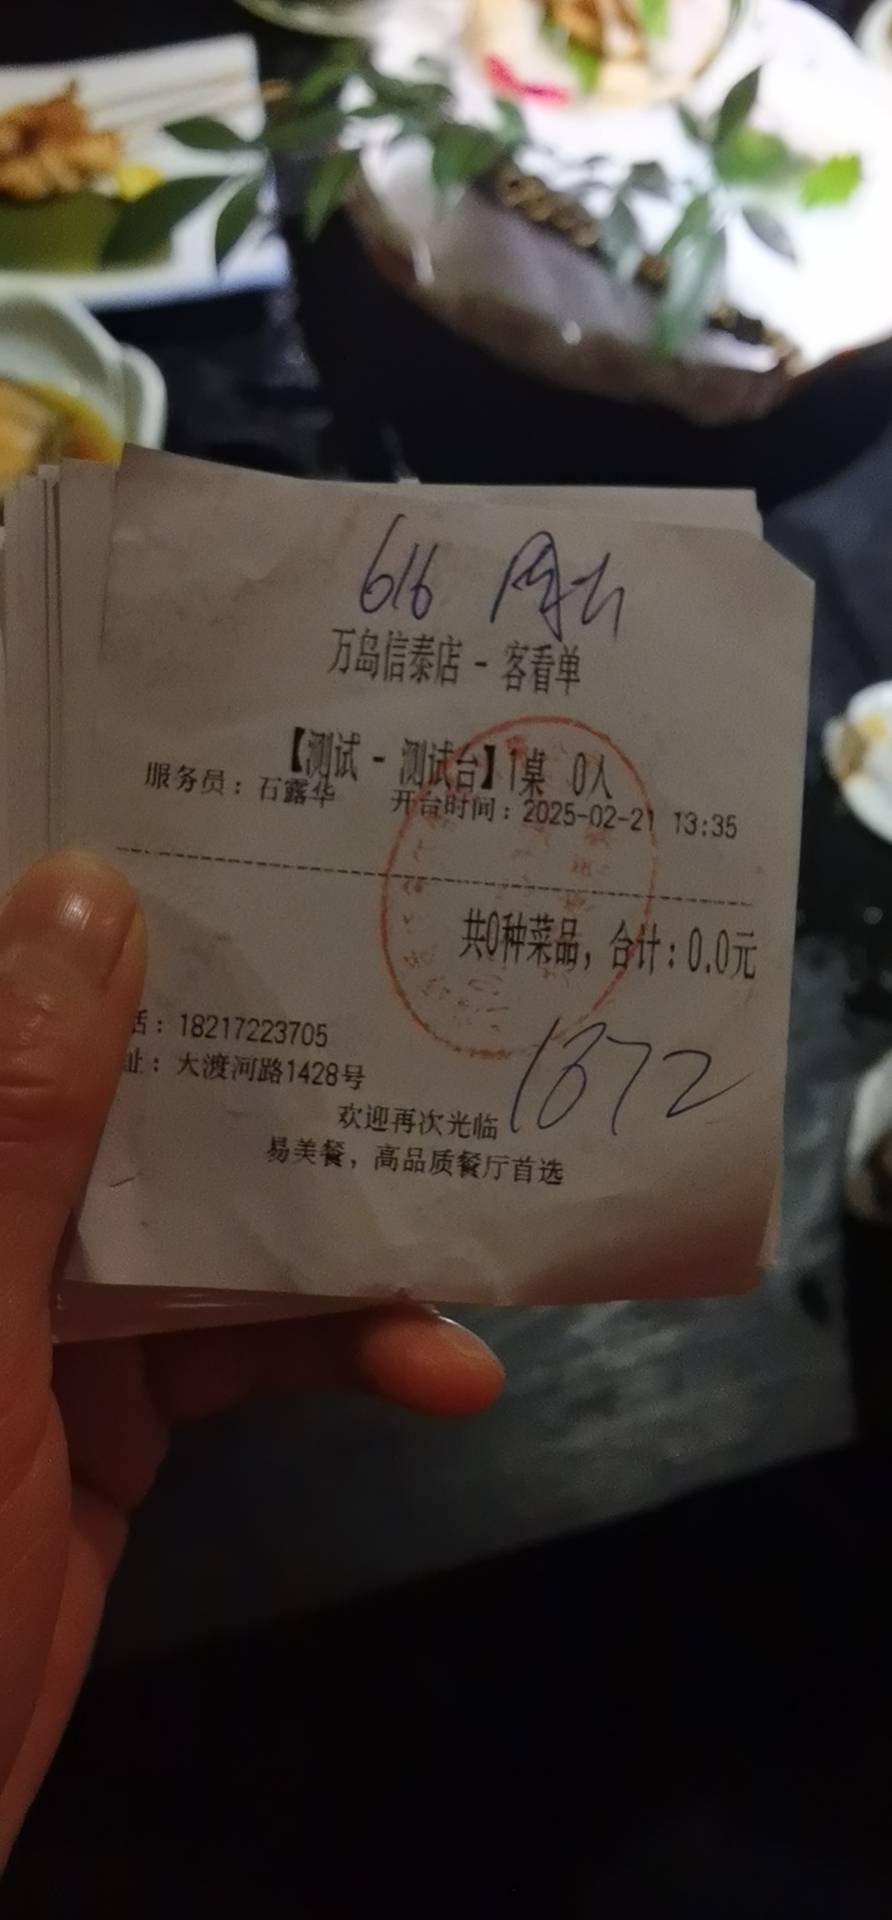 616
万岛信泰店 - 客看单
【测试 - 测试台】1桌 0人
服务员：石露华 开台时间：2025-02-21 13:35
共0种菜品，合计：0.0元
话：18217223705
址：大渡河路1428号
1372
欢迎再次光临
易美餐，高品质餐厅首选